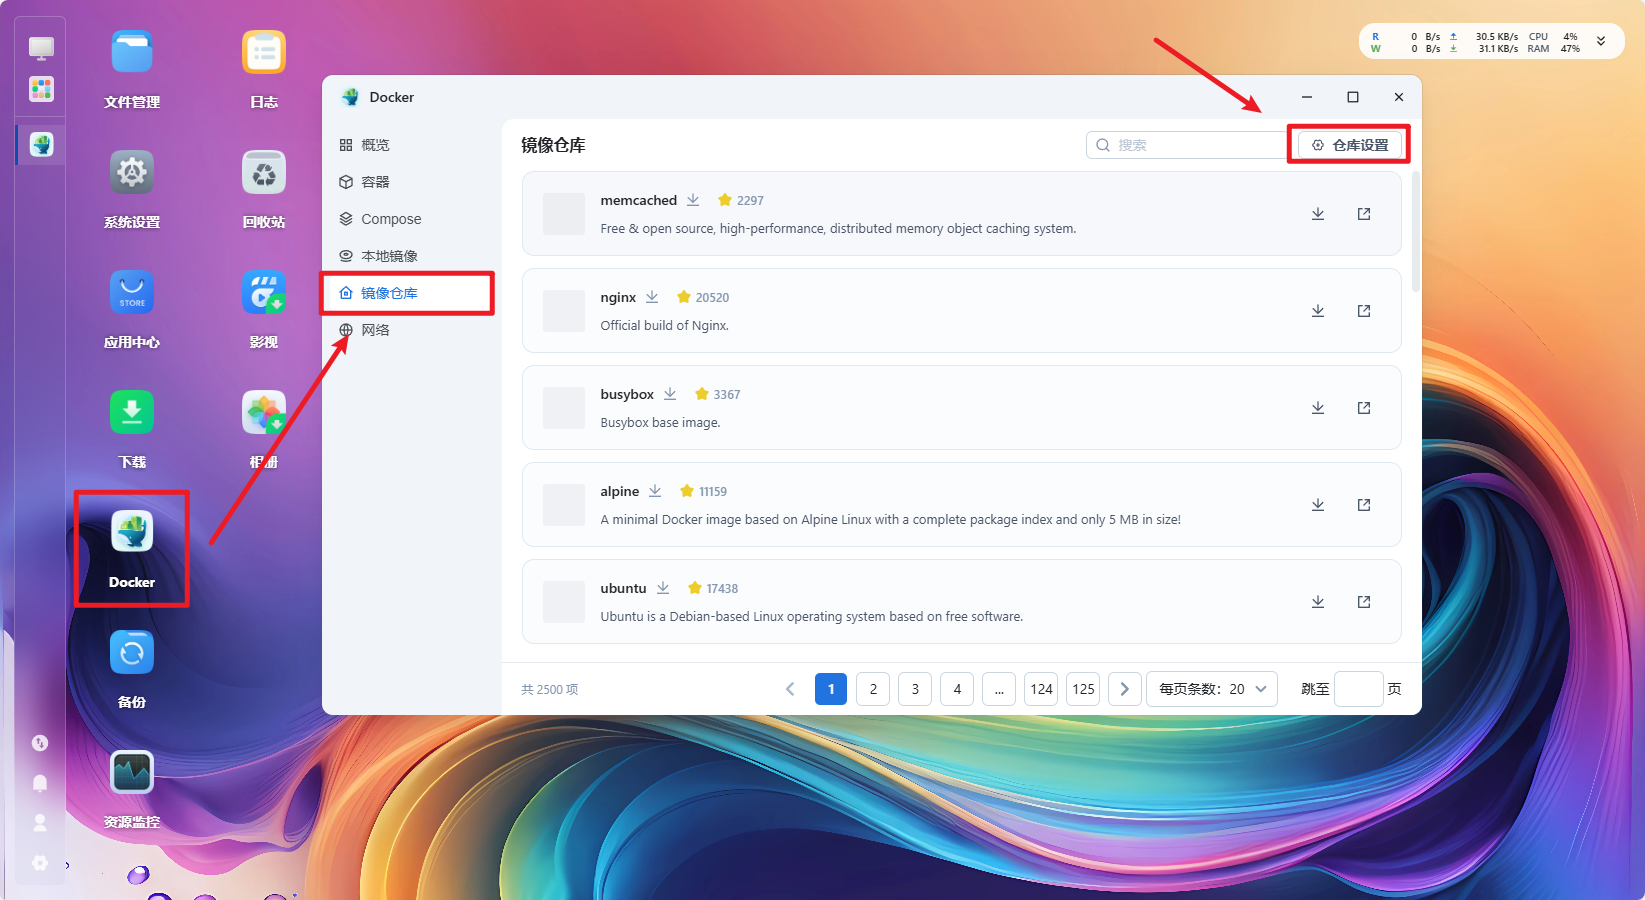 R 0 B/s 30.5 KB/s CPU 4%
W 0 B/s 31.1 KB/s RAM 47%
文件管理
日志
系统设置
回收站
STORE
应用中心
影视
下载
相册
Docker
备份
资源监控
Docker
概览
容器
Compose
本地镜像
镜像仓库
网络
镜像仓库
搜索
仓库设置
memcached 2297
Free & open source, high-performance, distributed memory object caching system.
nginx 20520
Official build of Nginx.
busybox 3367
Busybox base image.
alpine 11159
A minimal Docker image based on Alpine Linux with a complete package index and only 5 MB in size!
ubuntu 17438
Ubuntu is a Debian-based Linux operating system based on free software.
共 2500 项
1 2 3 4 ... 124 125
每页条数: 20
跳至 页